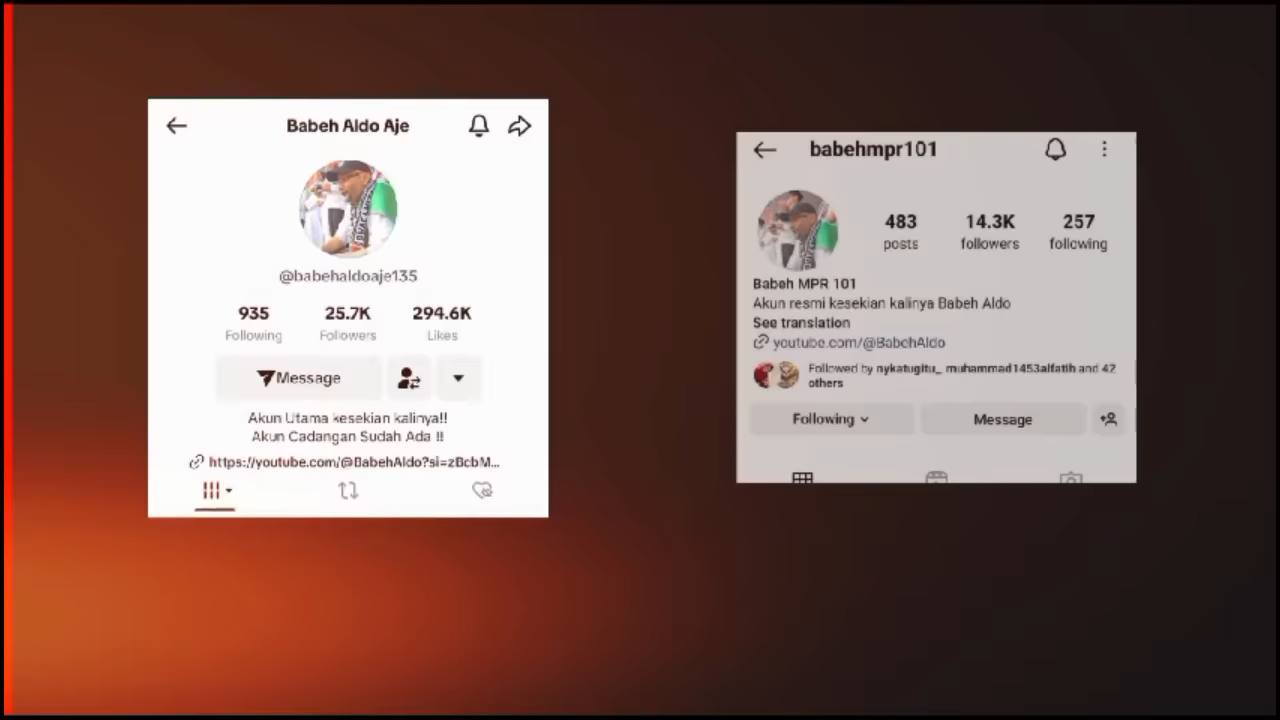 Babeh Aldo Aje
@babehaldoaje135
935
25.7K
294.6K
Following
Followers
Likes
Message
Akun Utama kesekian kalinya!!
Akun Cadangan Sudah Ada !!
https://youtube.com/@BabehAldo?si=zBcbM...
babehmpr101
483
14.3K
257
posts
followers
following
Babeh MPR 101
Akun resmi kesekian kalinya Babeh Aldo
See translation
youtube.com/@BabehAldo
Followed by nykatugitu_, muhammad1453alfatih and 42
others
Following
Message